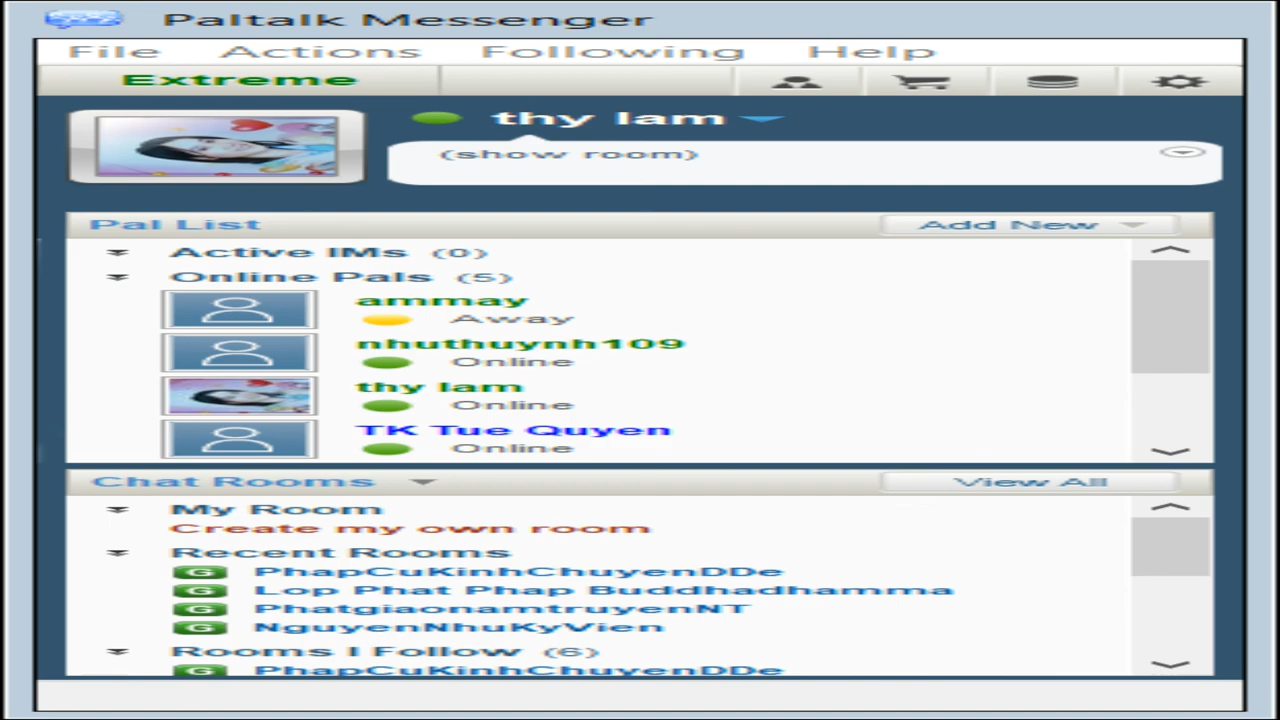 Paltalk Messenger
File Actions Following Help
Extreme
thy lam
(show room)
Pal List Add New
Active IMs (0)
Online Pals (5)
ammay
Away
nhuthuynh109
Online
thy lam
Online
TK Tue Quyen
Online
Chat Rooms View All
My Room
Create my own room
Recent Rooms
G PhapCuKinhChuyenDDe
G Lop Phat Phap Buddhadhamma
G PhatgiaonamtruyenNT
G NguyenNhuKyVien
Rooms I Follow (6)
G PhapCuKinhChuyenDDe